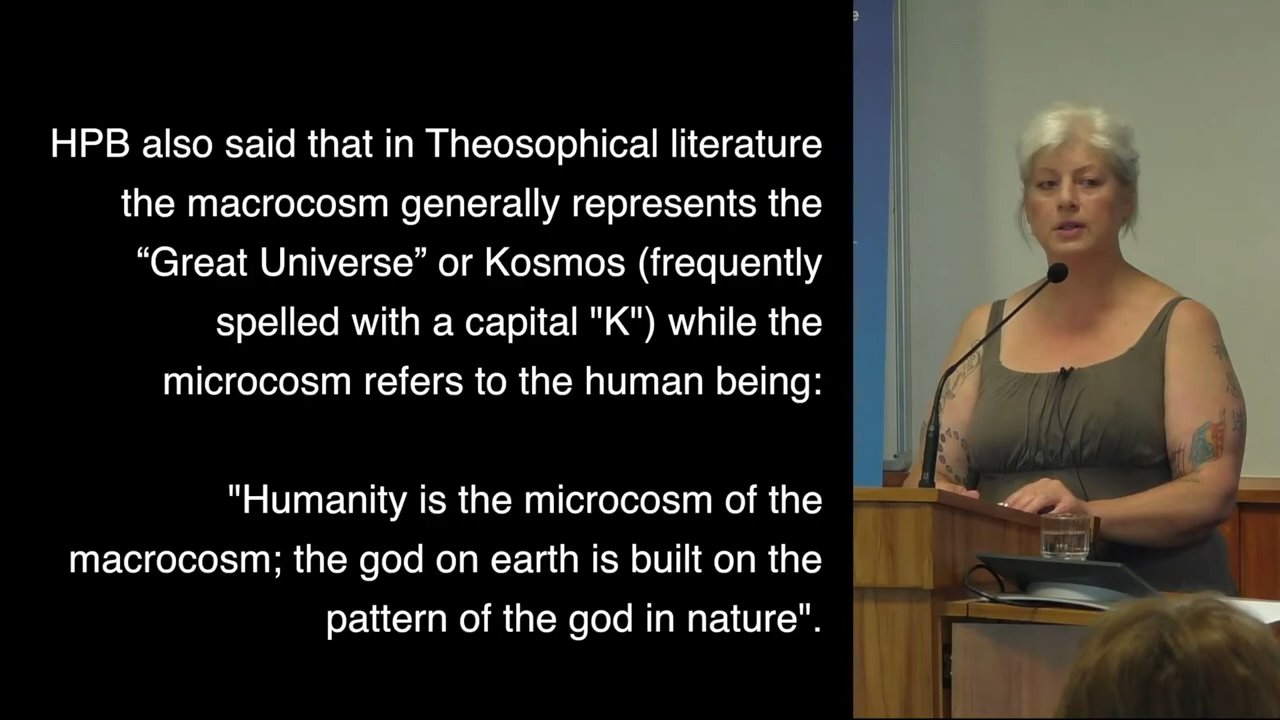 HPB also said that in Theosophical literature
the macrocosm generally represents the
“Great Universe” or Kosmos (frequently
spelled with a capital "K") while the
microcosm refers to the human being:
"Humanity is the microcosm of the
macrocosm; the god on earth is built on the
pattern of the god in nature".
e